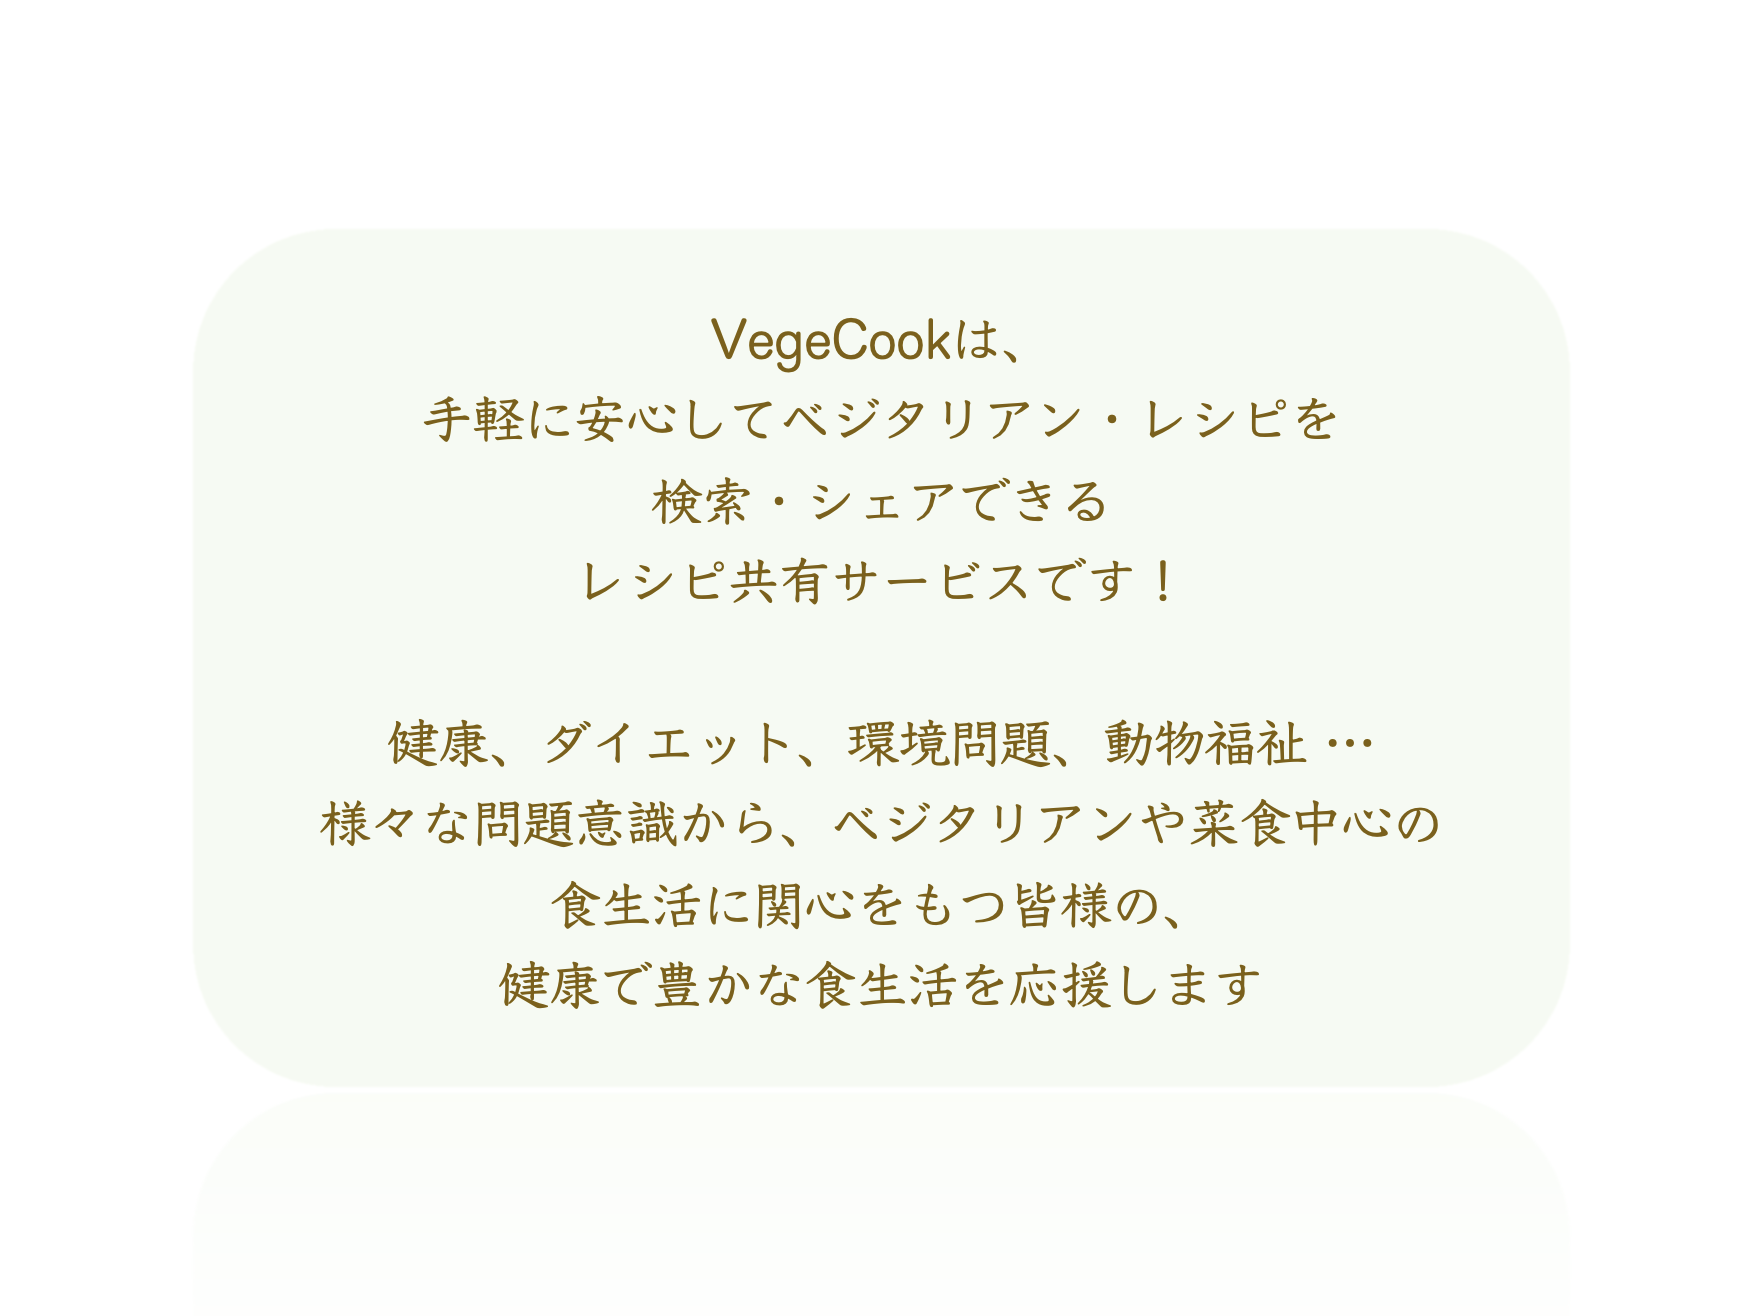 VegeCookは、
手軽に安心してベジタリアン・レシピを
検索・シェアできる
レシピ共有サービスです！
健康、ダイエット、環境問題、動物福祉 …
様々な問題意識から、ベジタリアンや菜食中心の
食生活に関心をもつ皆様の、
健康で豊かな食生活を応援します